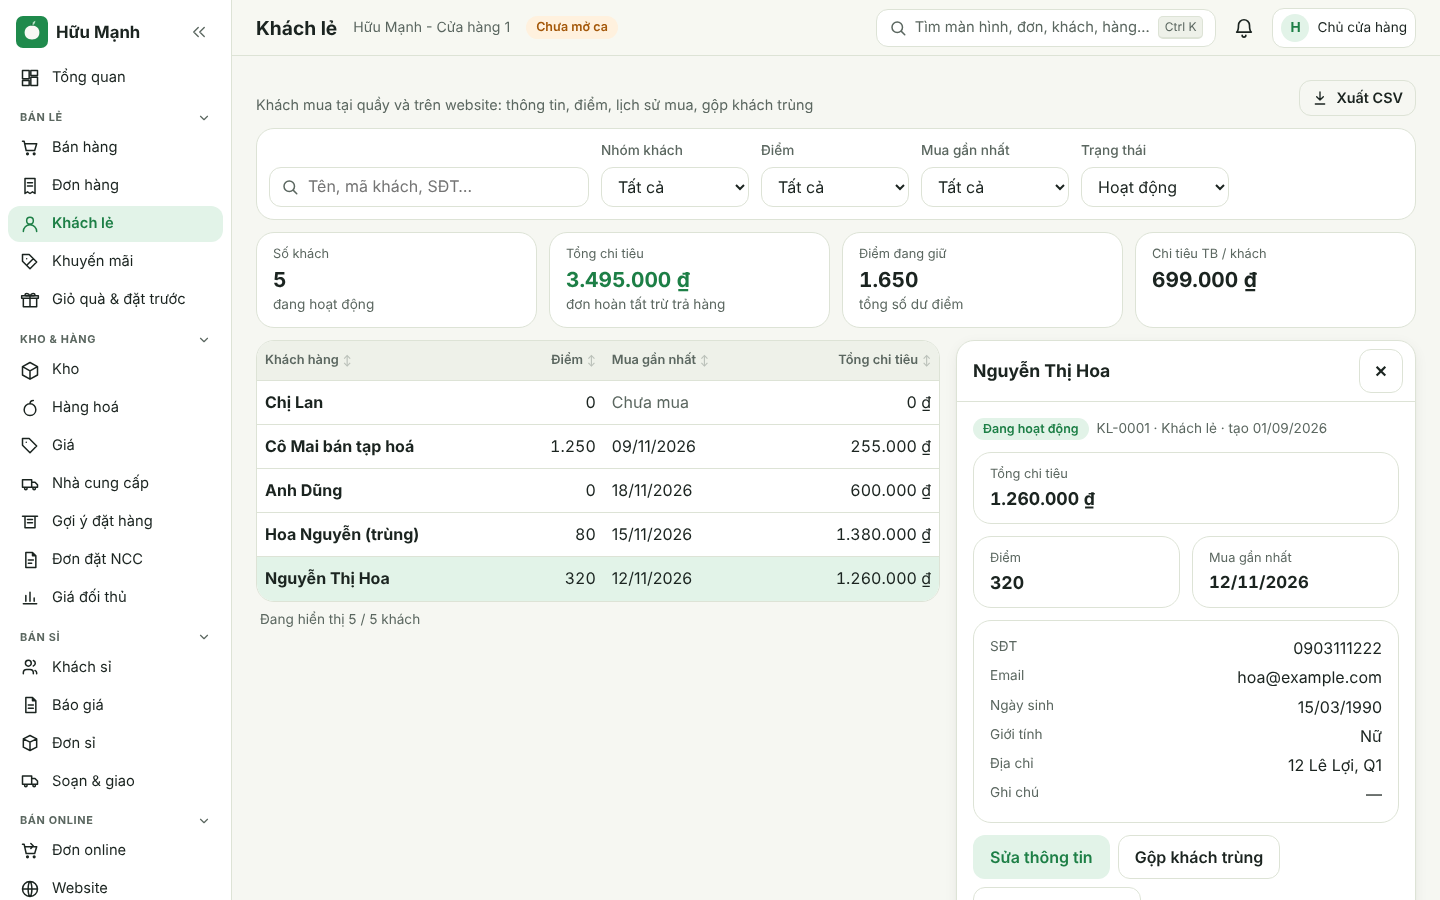 Hữu Mạnh
Tổng quan
BÁN LẺ
Bán hàng
Đơn hàng
Khách lẻ
Khuyến mãi
Giỏ quà & đặt trước
KHO & HÀNG
Kho
Hàng hoá
Giá
Nhà cung cấp
Gợi ý đặt hàng
Đơn đặt NCC
Giá đối thủ
BÁN SỈ
Khách sỉ
Báo giá
Đơn sỉ
Soạn & giao
BÁN ONLINE
Đơn online
Website
Khách lẻ Hữu Mạnh - Cửa hàng 1 Chưa mở ca Tìm màn hình, đơn, khách, hàng... Ctrl K H Chủ cửa hàng
Khách mua tại quầy và trên website: thông tin, điểm, lịch sử mua, gộp khách trùng Xuất CSV
Nhóm khách Điểm Mua gần nhất Trạng thái
Tên, mã khách, SĐT... Tất cả Tất cả Tất cả Hoạt động
Số khách
5
đang hoạt động
Tổng chi tiêu
3.495.000 ₫
đơn hoàn tất trừ trả hàng
Điểm đang giữ
1.650
tổng số dư điểm
Chi tiêu TB / khách
699.000 ₫
Khách hàng Điểm Mua gần nhất Tổng chi tiêu
Chị Lan 0 Chưa mua 0 ₫
Cô Mai bán tạp hoá 1.250 09/11/2026 255.000 ₫
Anh Dũng 0 18/11/2026 600.000 ₫
Hoa Nguyễn (trùng) 80 15/11/2026 1.380.000 ₫
Nguyễn Thị Hoa 320 12/11/2026 1.260.000 ₫
Đang hiển thị 5 / 5 khách
Nguyễn Thị Hoa
Đang hoạt động KL-0001 · Khách lẻ · tạo 01/09/2026
Tổng chi tiêu
1.260.000 ₫
Điểm
320
Mua gần nhất
12/11/2026
SĐT 0903111222
Email hoa@example.com
Ngày sinh 15/03/1990
Giới tính Nữ
Địa chỉ 12 Lê Lợi, Q1
Ghi chú —
Sửa thông tin Gộp khách trùng